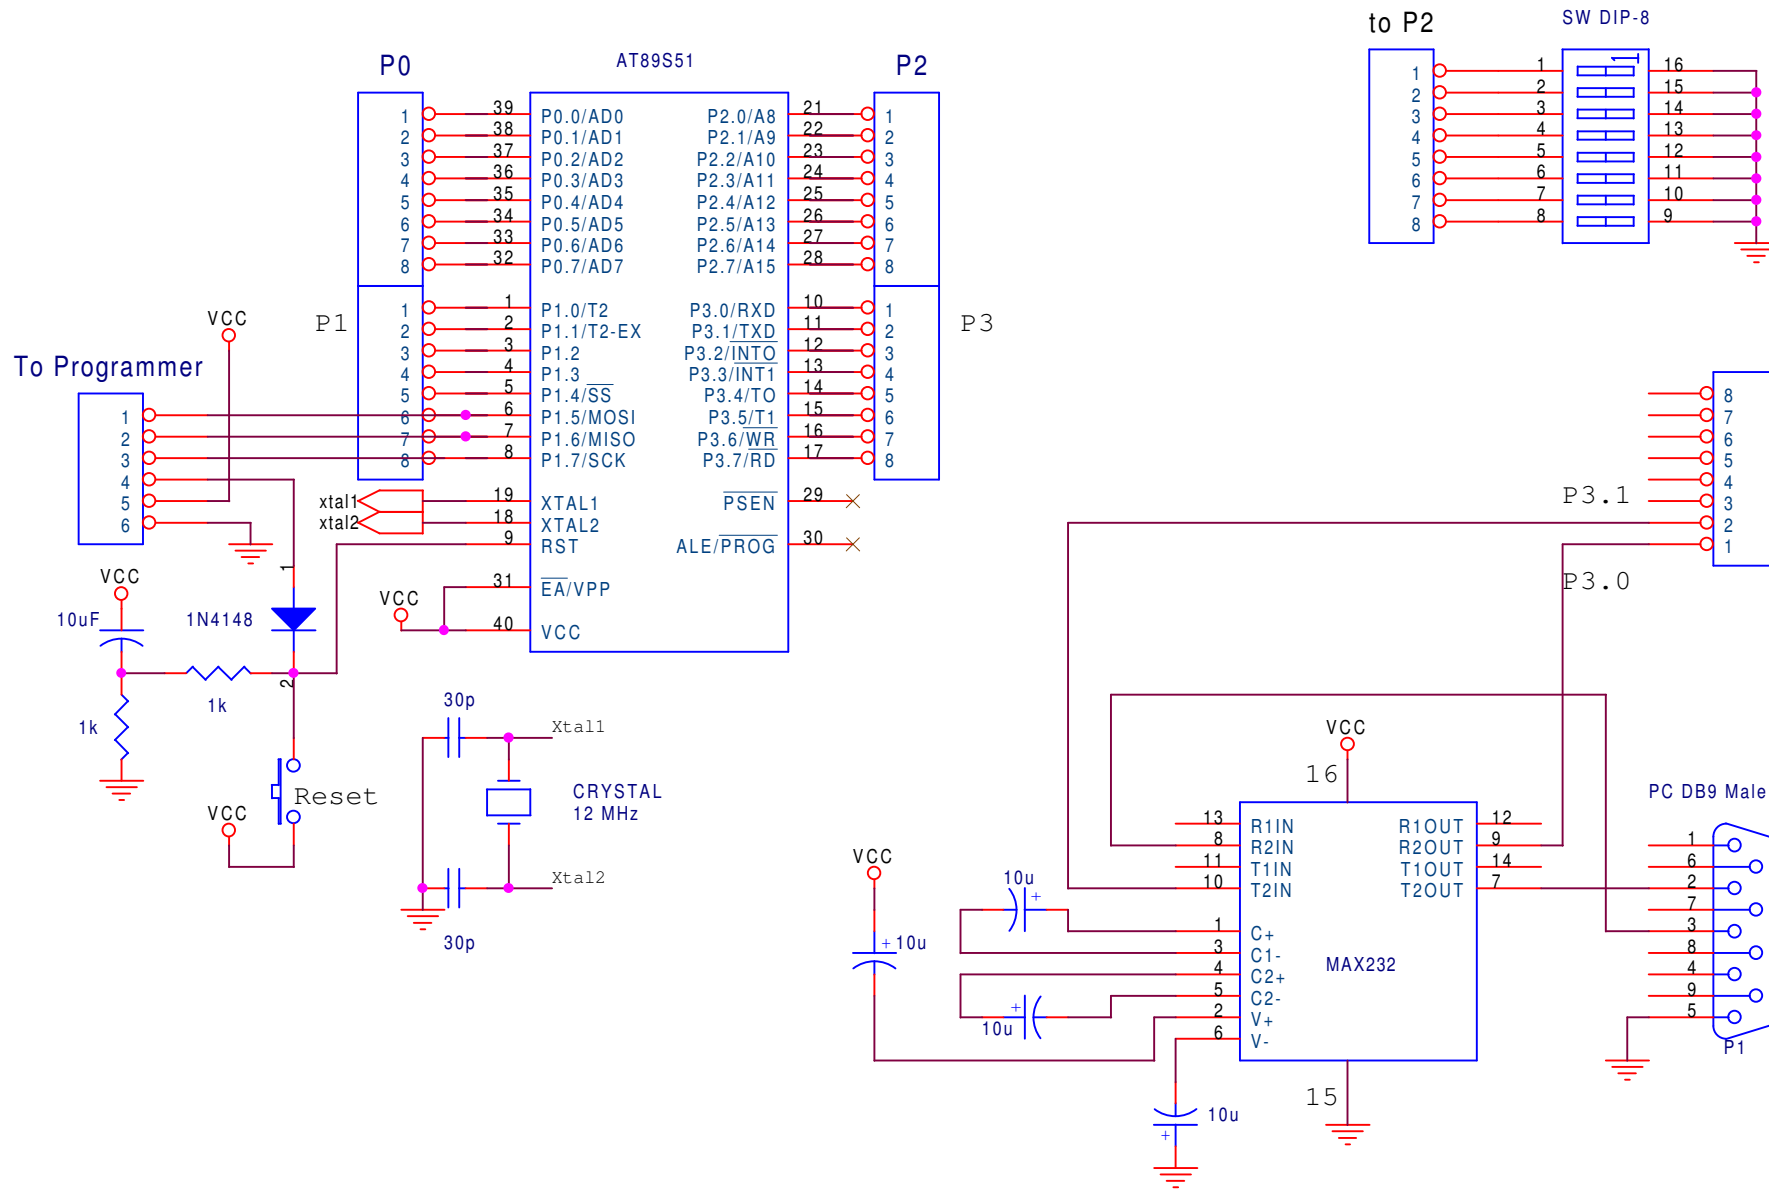 to P2
SW DIP-8
P0
AT89S51
P2
1 39 P0.0/AD0 P2.0/A8 21 1
2 38 P0.1/AD1 P2.1/A9 22 2
3 37 P0.2/AD2 P2.2/A10 23 3
4 36 P0.3/AD3 P2.3/A11 24 4
5 35 P0.4/AD4 P2.4/A12 25 5
6 34 P0.5/AD5 P2.5/A13 26 6
7 33 P0.6/AD6 P2.6/A14 27 7
8 32 P0.7/AD7 P2.7/A15 28 8
1 1 1 16
2 2 15
3 3 14
4 4 13
5 5 12
6 6 11
7 7 10
8 8 9
P1
P3
1 1 P1.0/T2 P3.0/RXD 10 1
2 2 P1.1/T2-EX P3.1/TXD 11 2
3 3 P1.2 P3.2/INTO 12 3
4 4 P1.3 P3.3/INT1 13 4
5 5 P1.4/SS P3.4/TO 14 5
6 6 P1.5/MOSI P3.5/T1 15 6
7 7 P1.6/MISO P3.6/WR 16 7
8 8 P1.7/SCK P3.7/RD 17 8
xtal1 19 XTAL1 PSEN 29
xtal2 18 XTAL2
9 RST ALE/PROG 30
31 EA/VPP
VCC
40 VCC
VCC
To Programmer
1
2
3
4
5
6
VCC
10uF
1N4148
1
2
1k
1k
VCC
Reset
30p
Xtal1
CRYSTAL
12 MHz
Xtal2
30p
8
7
6
5
4
3
2
1
P3.1
P3.0
VCC
16
13 R1IN R1OUT 12
8 R2IN R2OUT 9
11 T1IN T1OUT 14
10 T2IN T2OUT 7
1 C+
3 C1-
4 C2+
5 C2-
2 V+
6 V-
MAX232
15
VCC
+ 10u
10u +
10u +
10u +
PC DB9 Male
1
6
2
7
3
8
4
9
5
P1